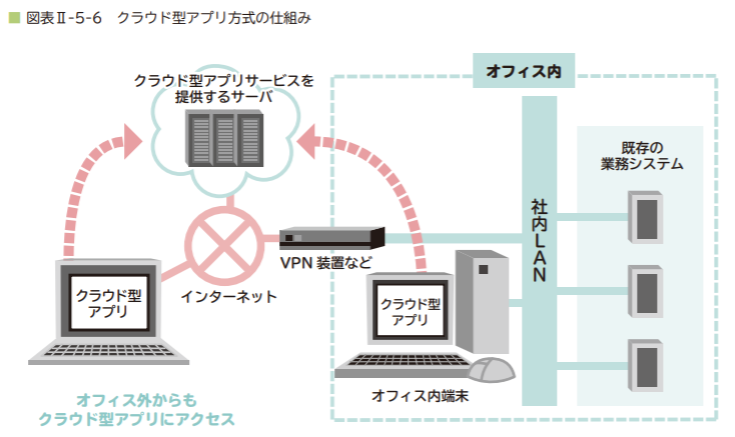 ■ 図表Ⅱ-5-6　クラウド型アプリ方式の仕組み
オフィス内
クラウド型アプリサービスを
提供するサーバ
既存の
業務システム
社内LAN
VPN 装置など
インターネット
クラウド型
アプリ
クラウド型
アプリ
オフィス内端末
オフィス外からも
クラウド型アプリにアクセス